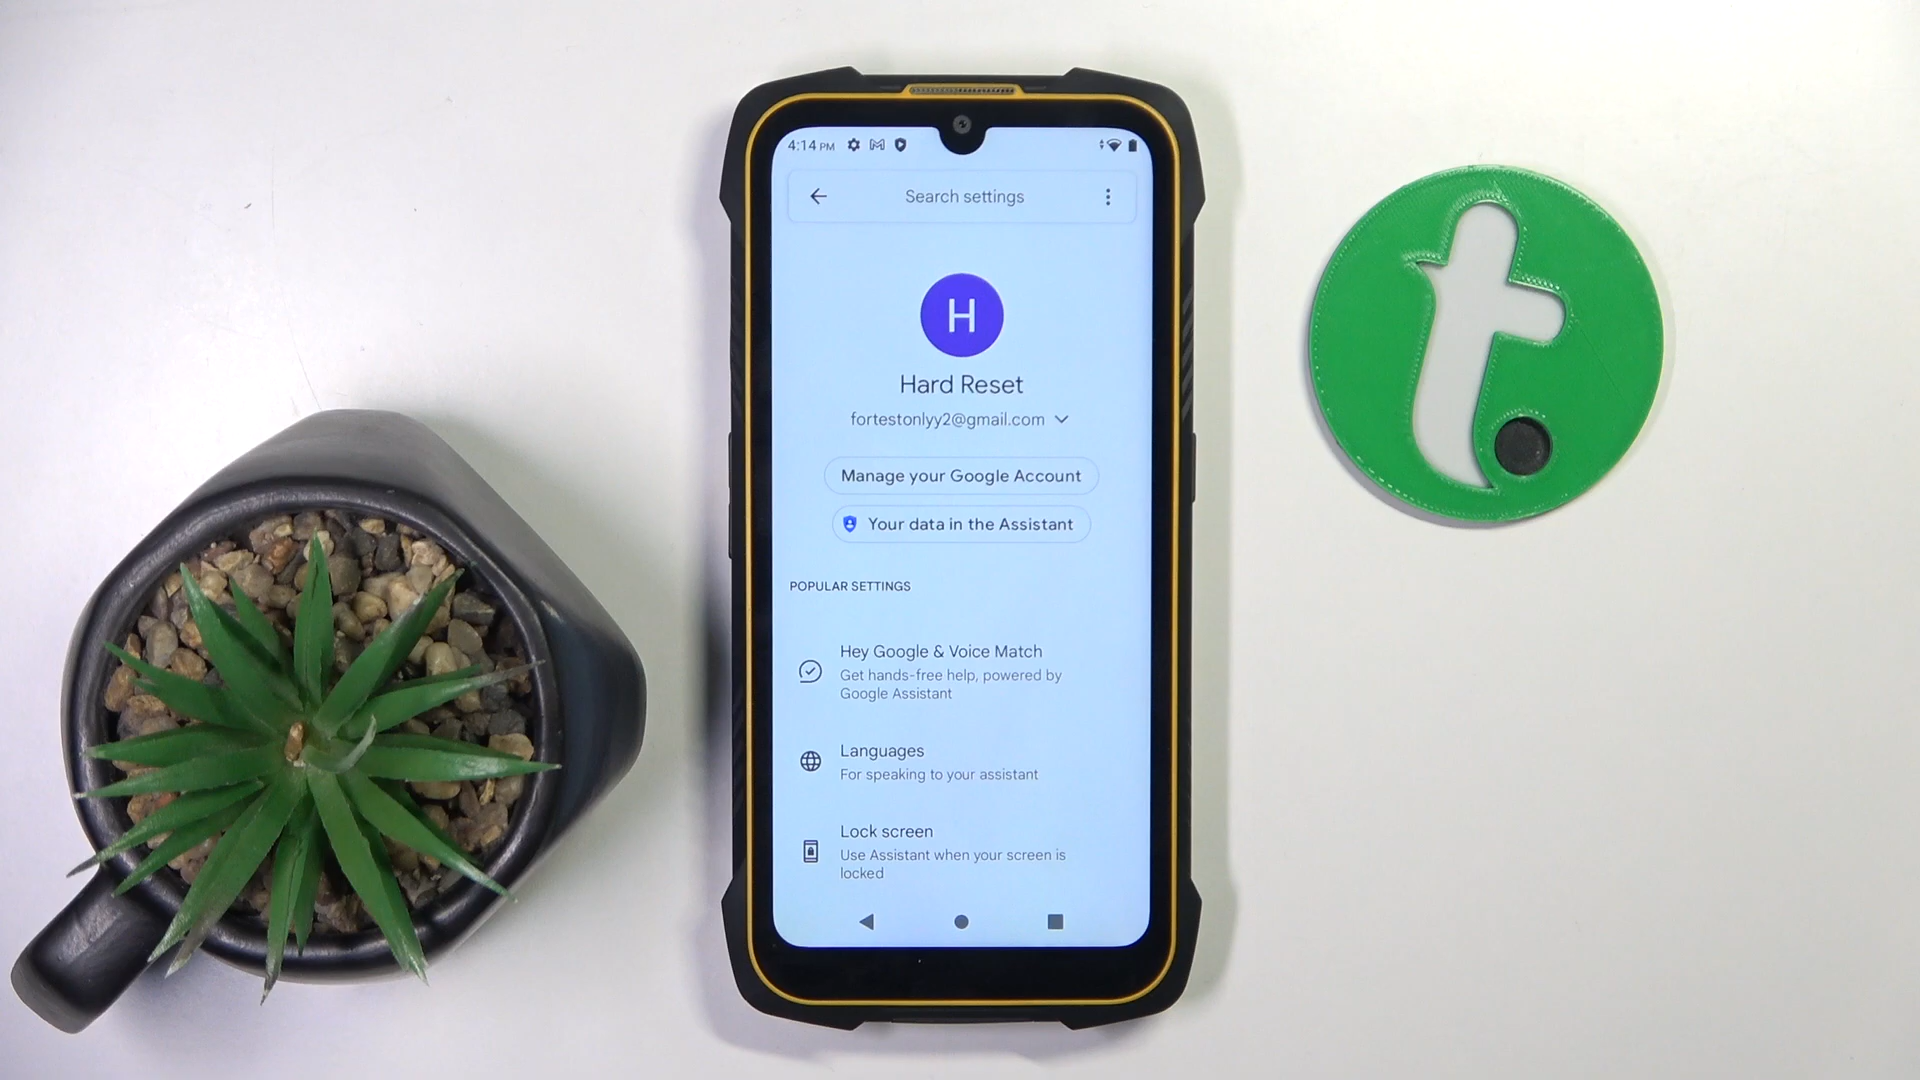 4:14 PM
Search settings
H
Hard Reset
fortestonlyy2@gmail.com
Manage your Google Account
Your data in the Assistant
POPULAR SETTINGS
Hey Google & Voice Match
Get hands-free help, powered by
Google Assistant
Languages
For speaking to your assistant
Lock screen
Use Assistant when your screen is
locked
t.